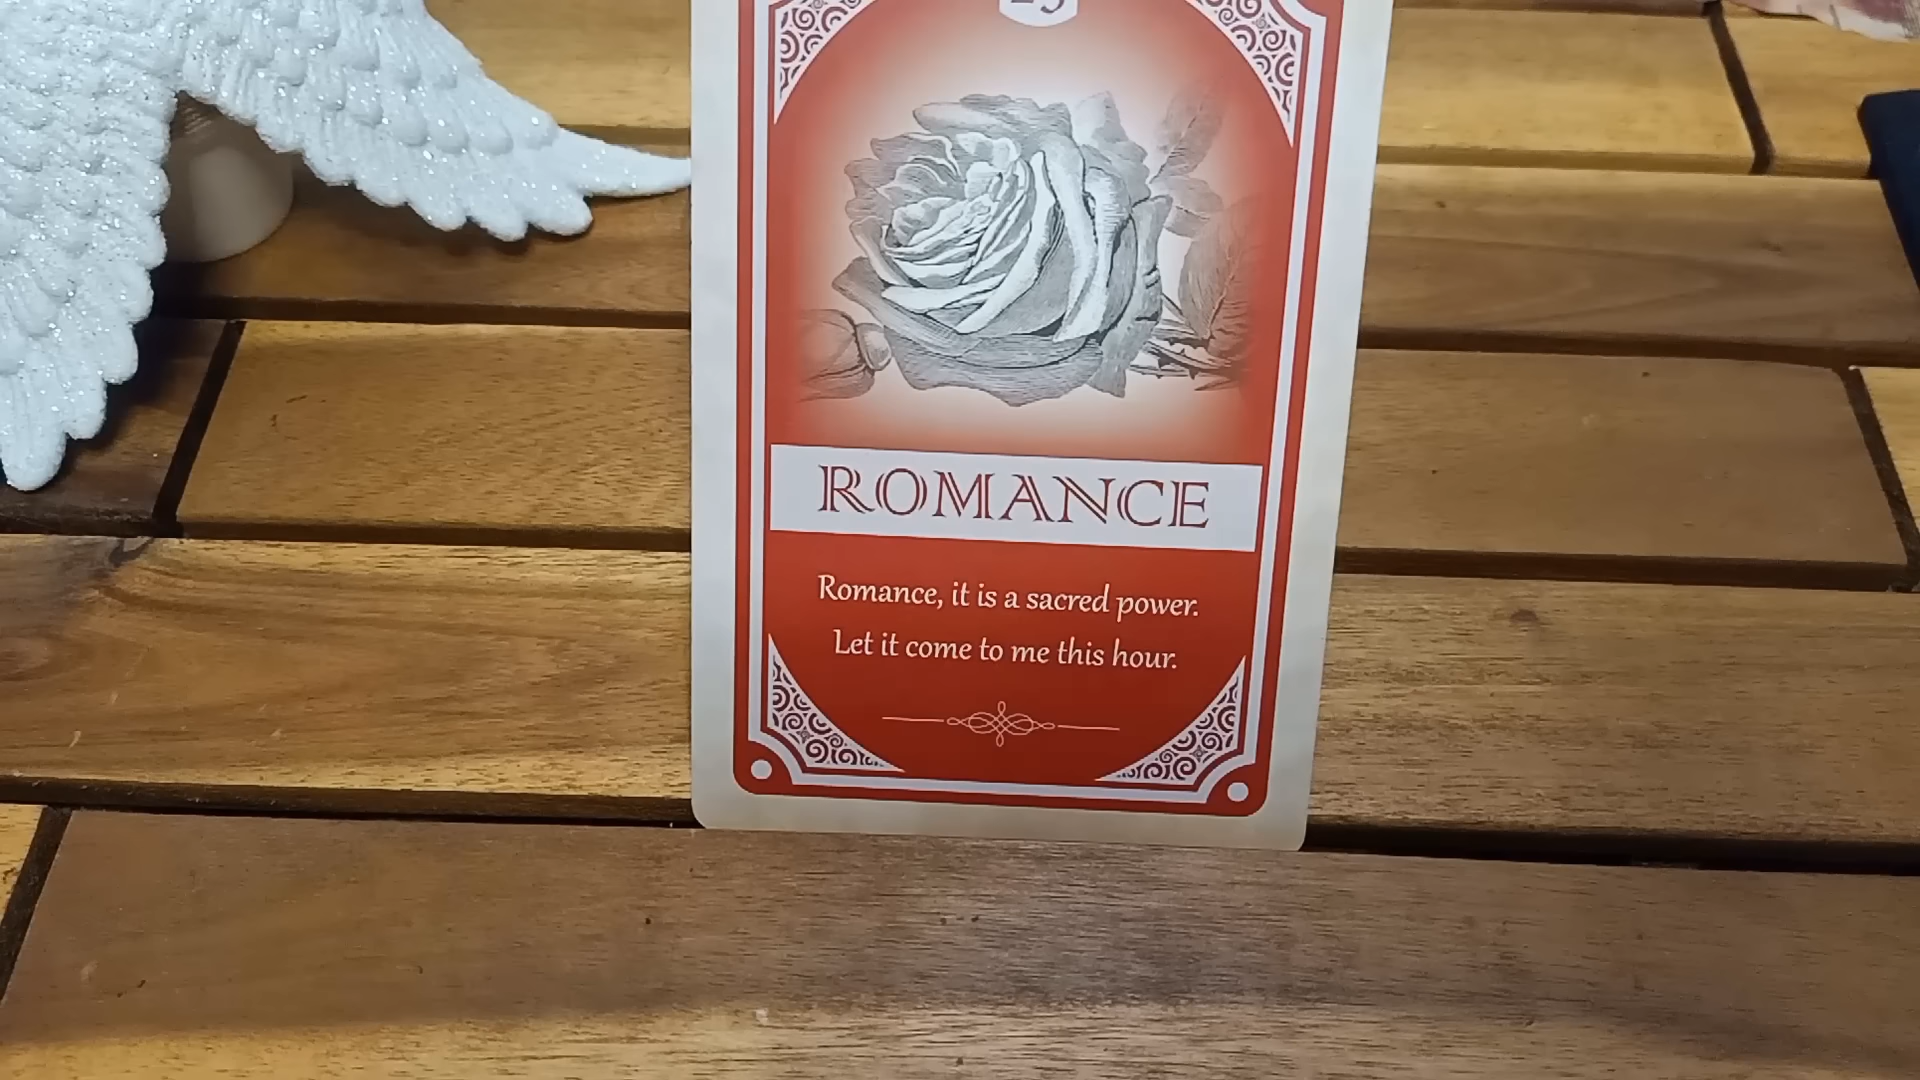 ROMANCE
Romance, it is a sacred power.
Let it come to me this hour.